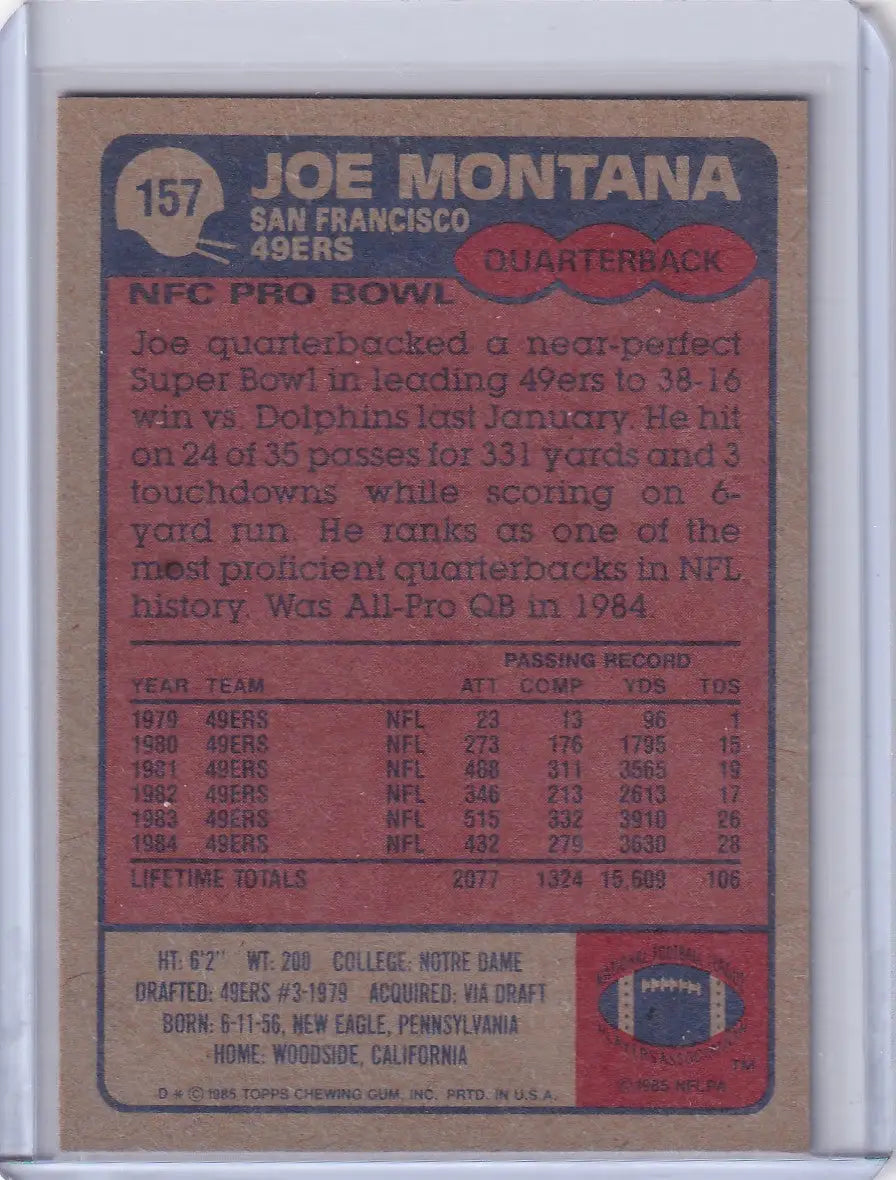 157
JOE MONTANA
SAN FRANCISCO
49ERS
QUARTERBACK
NFC PRO BOWL
Joe quarterbacked a near-perfect
Super Bowl in leading 49ers to 38-16
win vs. Dolphins last January. He hit
on 24 of 35 passes for 331 yards and 3
touchdowns while scoring on 6-
yard run. He ranks as one of the
most proficient quarterbacks in NFL
history. Was All-Pro QB in 1984.
PASSING RECORD
YEAR TEAM ATT COMP YDS TDS
1979 49ERS NFL 23 13 96 1
1980 49ERS NFL 273 176 1795 15
1981 49ERS NFL 488 311 3565 19
1982 49ERS NFL 346 213 2613 17
1983 49ERS NFL 515 332 3910 26
1984 49ERS NFL 432 279 3630 28
LIFETIME TOTALS 2077 1324 15,609 106
HT: 6'2" WT: 200 COLLEGE: NOTRE DAME
DRAFTED: 49ERS #3-1979 ACQUIRED: VIA DRAFT
BORN: 6-11-56, NEW EAGLE, PENNSYLVANIA
HOME: WOODSIDE, CALIFORNIA
D * © 1985 TOPPS CHEWING GUM, INC. PRTD. IN U.S.A.
NATIONAL FOOTBALL LEAGUE
PLAYERS ASSOCIATION
TM
© 1985 NFLPA